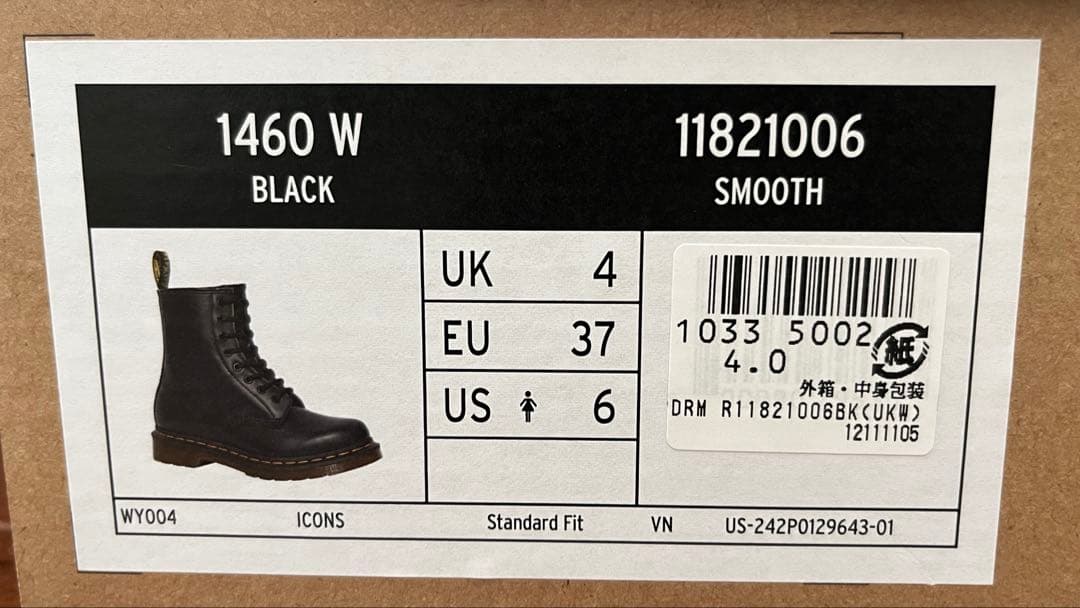 1460 W
BLACK
11821006
SMOOTH
UK 4
EU 37
US 6
1033 5002
4.0
紙
外箱・中身包装
DRM R11821006BK(UKW)
12111105
WY004 ICONS Standard Fit VN US-242P0129643-01